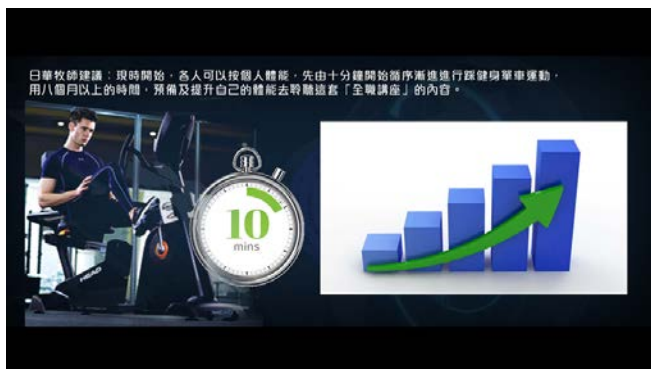 日華牧師建議：現時開始，各人可以按個人體能，先由十分鐘開始循序漸進進行踩健身單車運動，
用八個月以上的時間，預備及提升自己的體能去聆聽這套「全職講座」的內容。
10
mins
HEAD